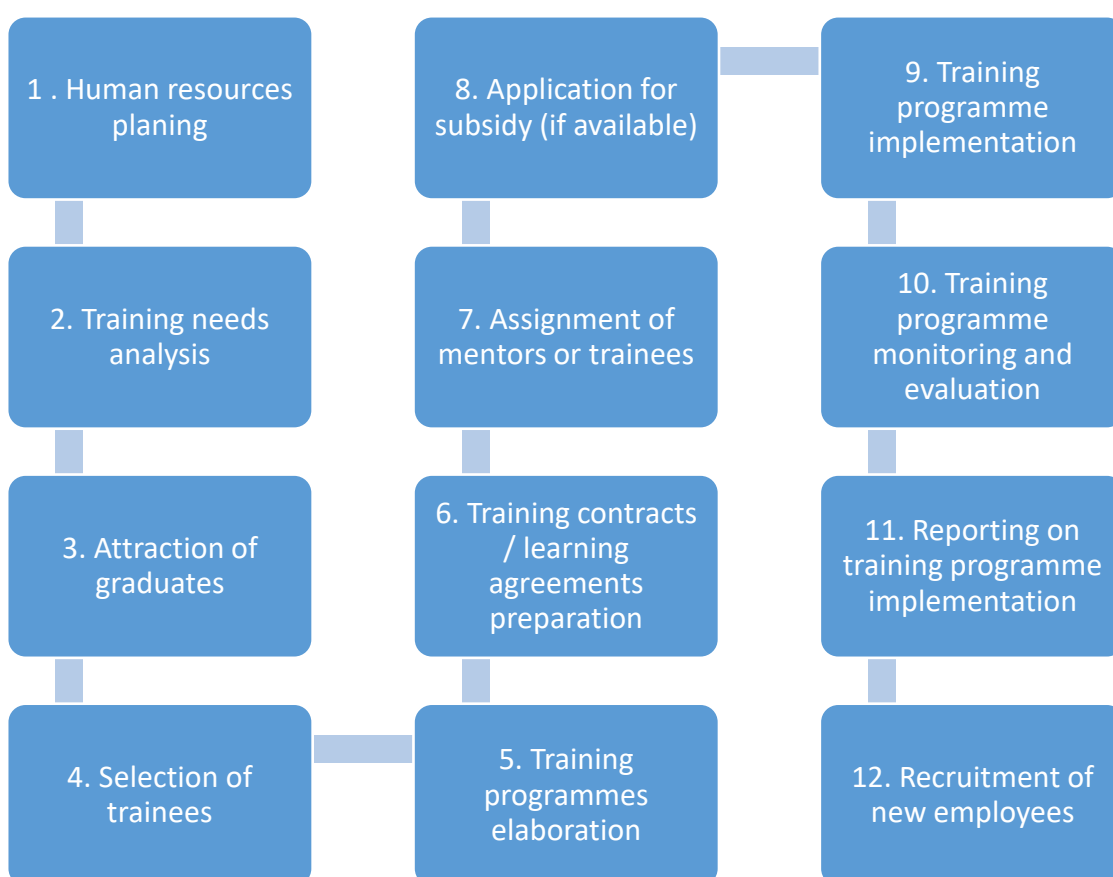 1 . Human resources
planing
2. Training needs
analysis
3. Attraction of
graduates
4. Selection of
trainees
5. Training
programmes
elaboration
6. Training contracts
/ learning
agreements
preparation
7. Assignment of
mentors or trainees
8. Application for
subsidy (if available)
9. Training
programme
implementation
10. Training
programme
monitoring and
evaluation
11. Reporting on
training programme
implementation
12. Recruitment of
new employees